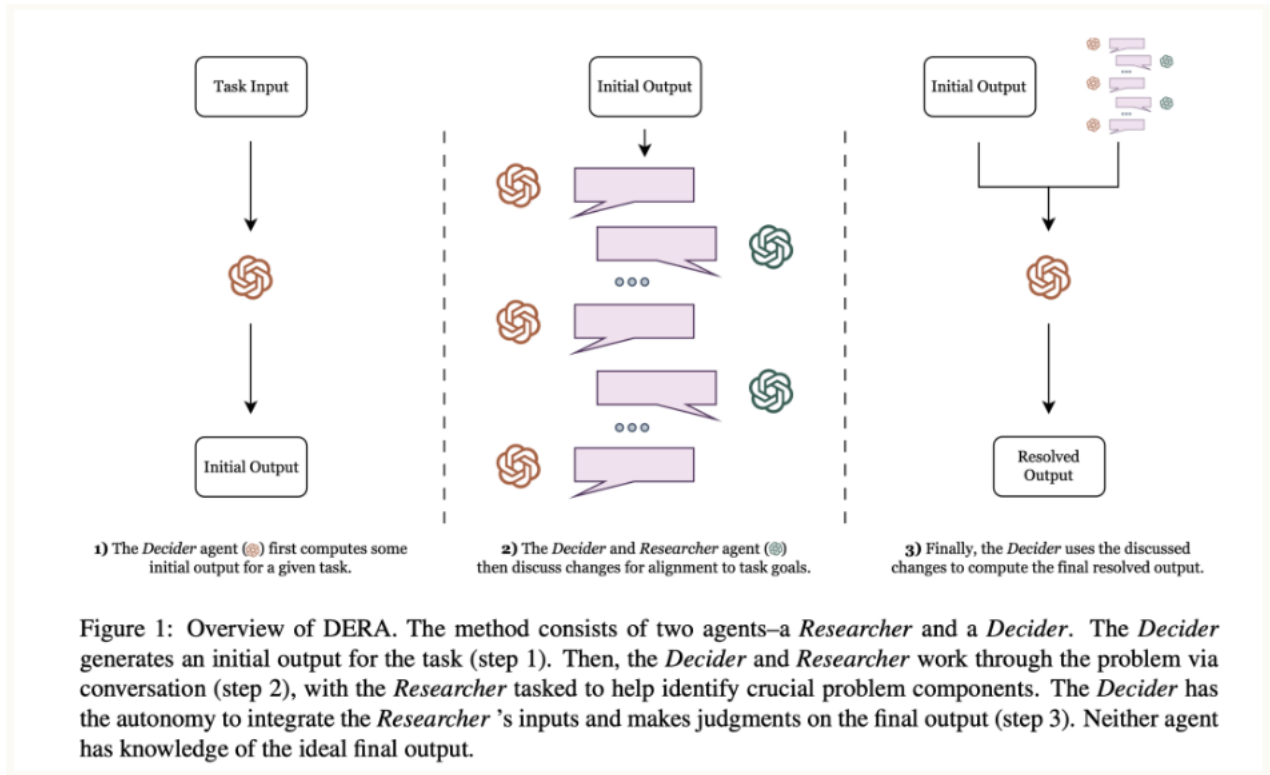 Task Input
Initial Output
Initial Output
Initial Output
Resolved
Output
1) The Decider agent () first computes some
initial output for a given task.
2) The Decider and Researcher agent ()
then discuss changes for alignment to task goals.
3) Finally, the Decider uses the discussed
changes to compute the final resolved output.
Figure 1: Overview of DERA. The method consists of two agents–a Researcher and a Decider. The Decider
generates an initial output for the task (step 1). Then, the Decider and Researcher work through the problem via
conversation (step 2), with the Researcher tasked to help identify crucial problem components. The Decider has
the autonomy to integrate the Researcher 's inputs and makes judgments on the final output (step 3). Neither agent
has knowledge of the ideal final output.